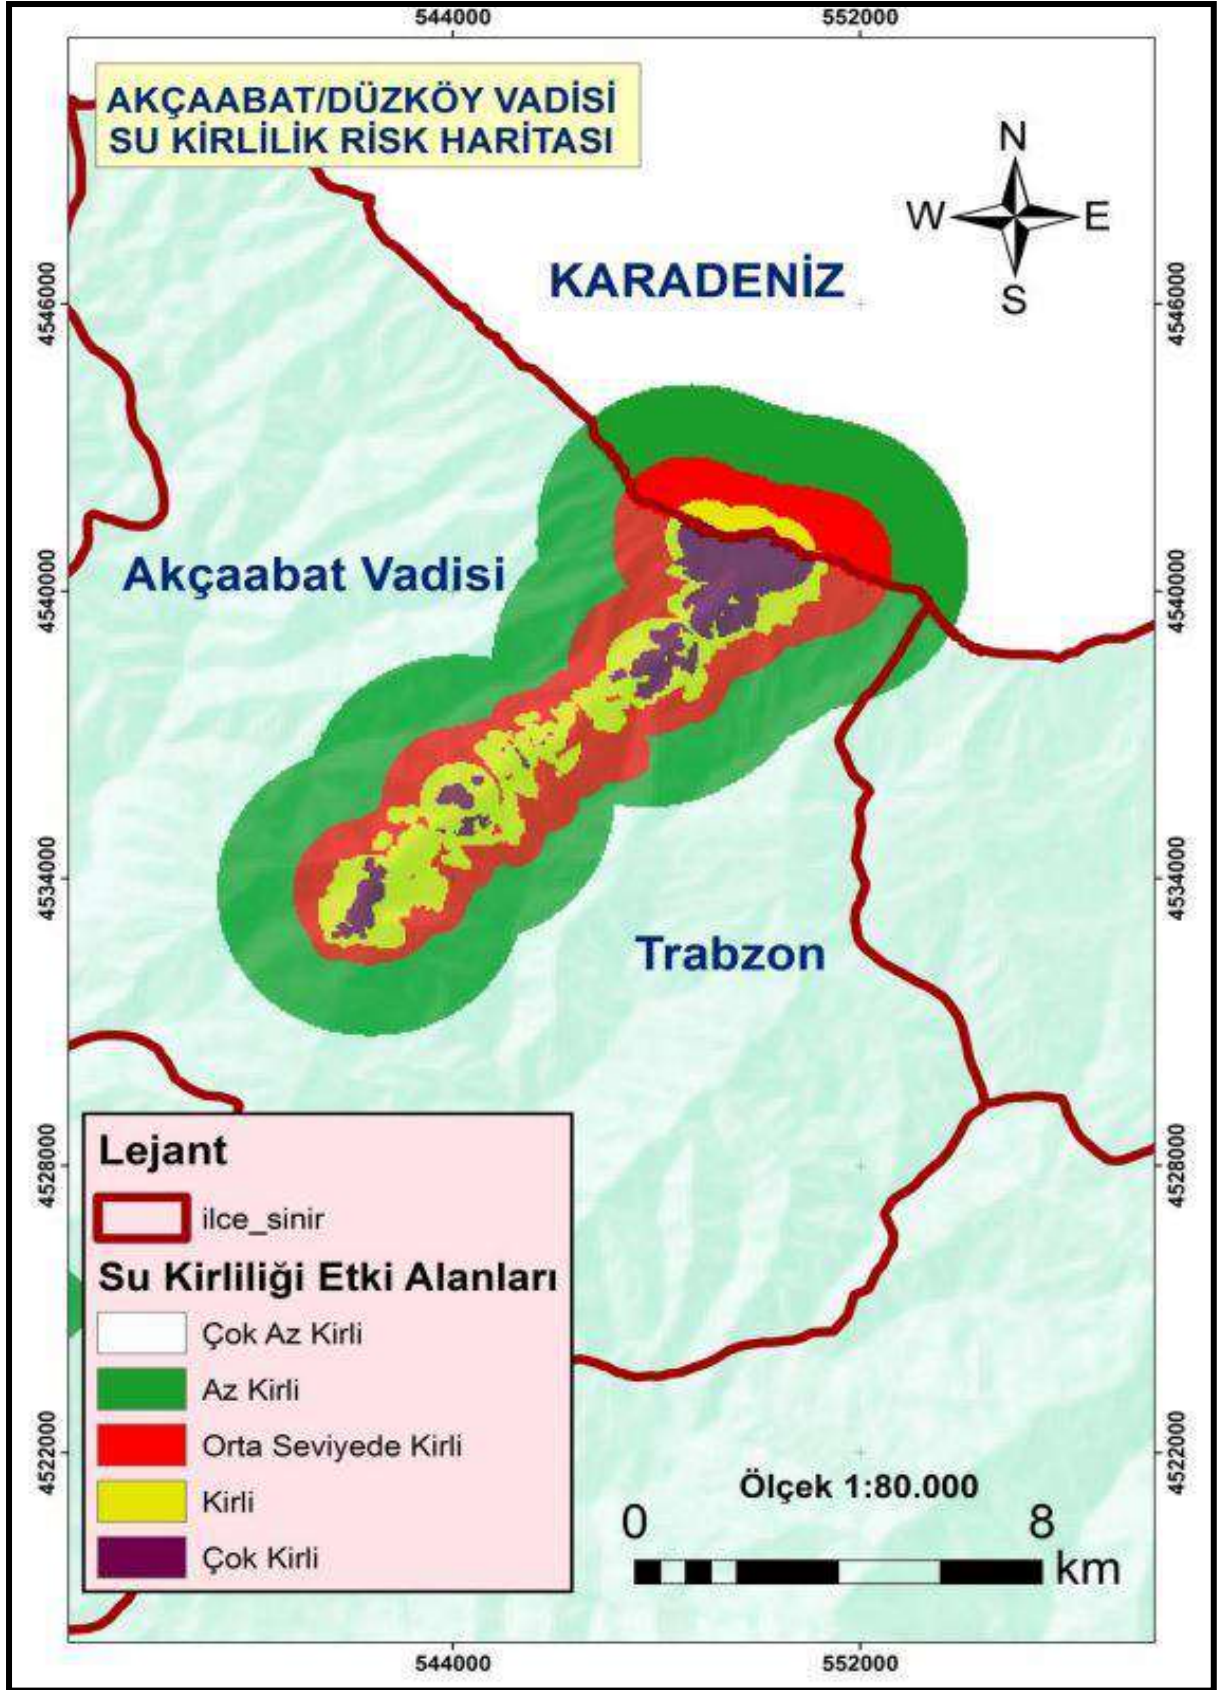 544000
552000
AKÇAABAT/DÜZKÖY VADİSİ
SU KİRLİLİK RİSK HARİTASI
N
W
E
S
KARADENİZ
4546000
4546000
Akçaabat Vadisi
4540000
4540000
4534000
4534000
Trabzon
4528000
4528000
Lejant
ilce_sinir
Su Kirliliği Etki Alanları
Çok Az Kirli
Az Kirli
Orta Seviyede Kirli
Kirli
Çok Kirli
4522000
4522000
Ölçek 1:80.000
0
8
km
544000
552000